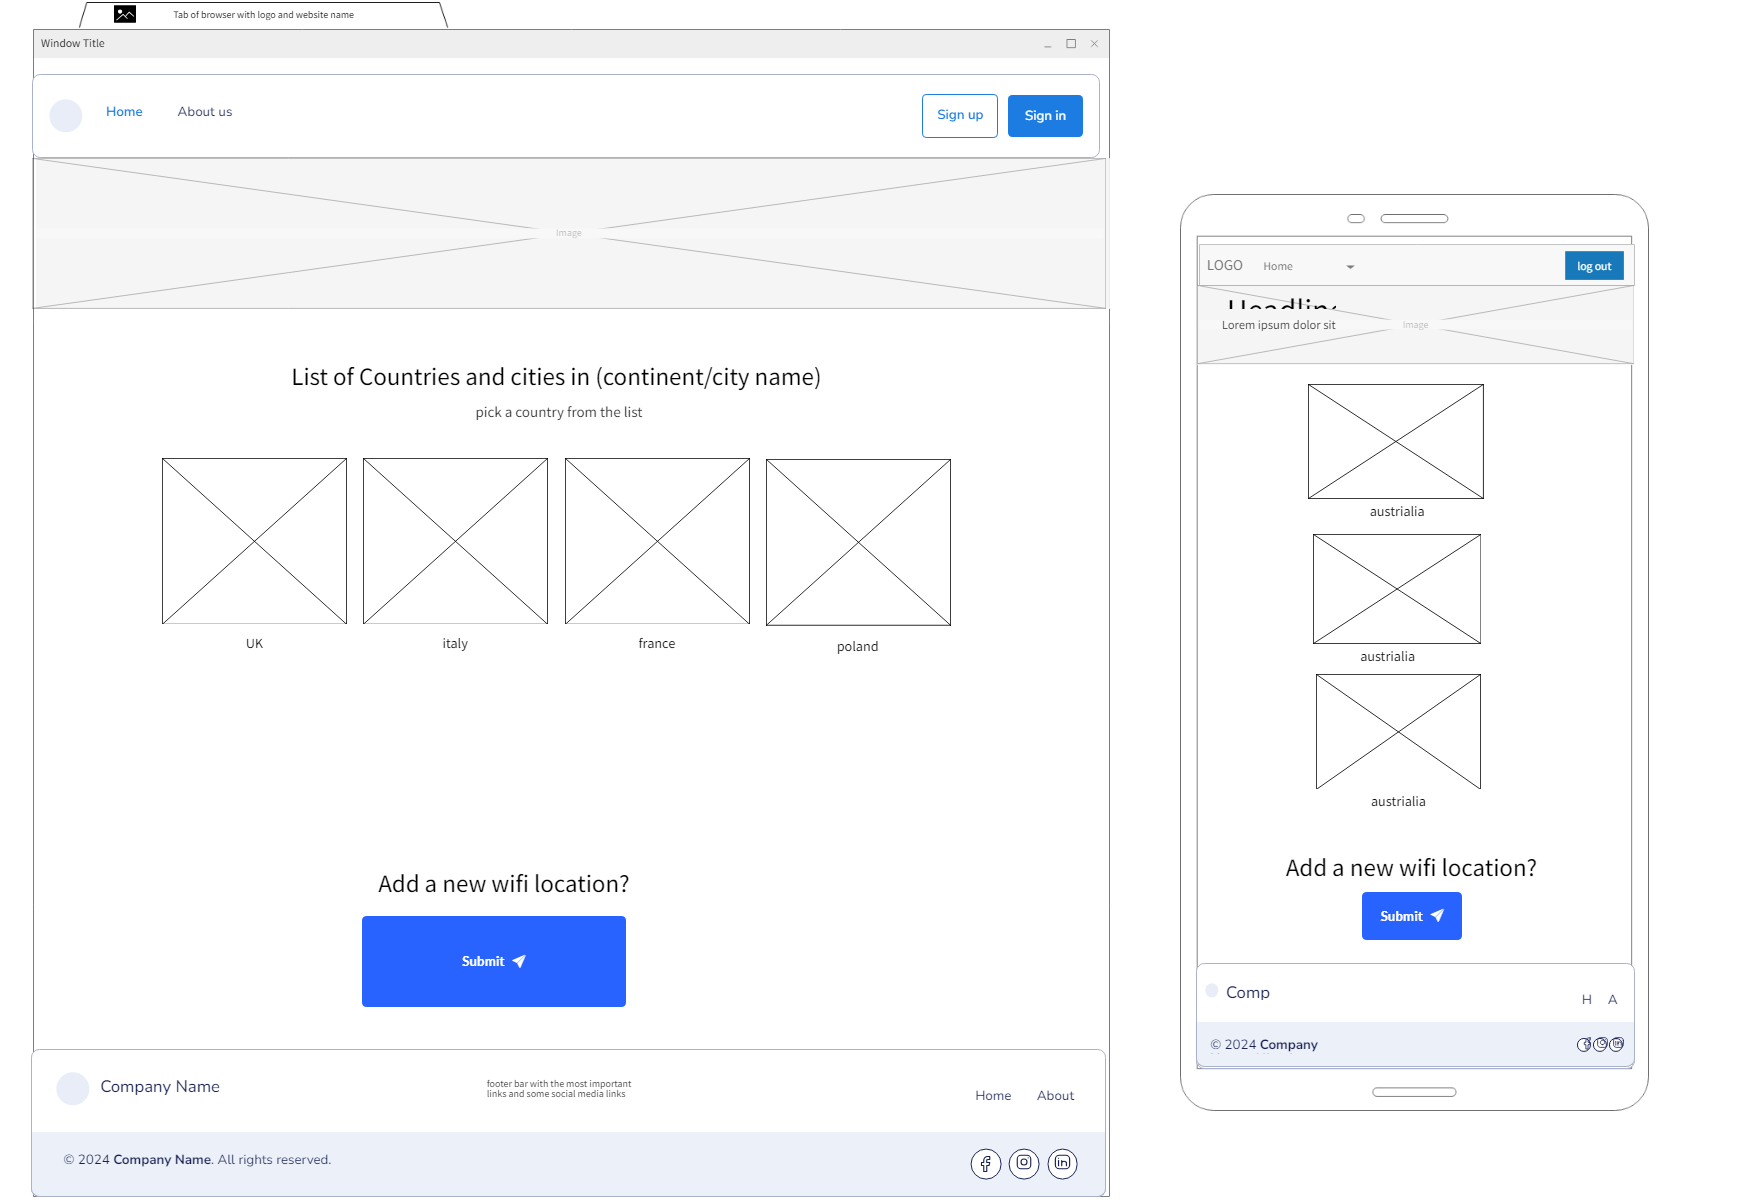 Tab of browser with logo and website name
Window Title
Home About us Sign up Sign in
Image
List of Countries and cities in (continent/city name)
pick a country from the list
UK italy france poland
Add a new wifi location?
Submit
Company Name
footer bar with the most important
links and some social media links
Home About
© 2024 Company Name. All rights reserved.
LOGO Home log out
Lorem ipsum dolor sit
Image
austrialia
austrialia
austrialia
Add a new wifi location?
Submit
Comp
H A
© 2024 Company